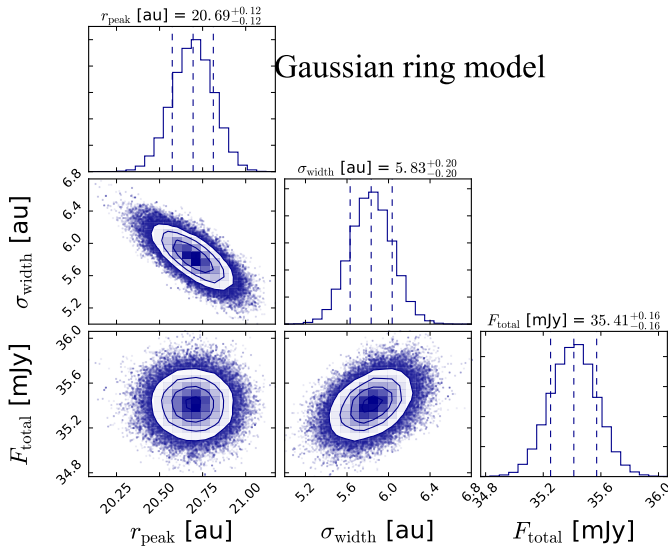 r_peak [au] = 20.69^{+0.12}_{-0.12}
Gaussian ring model
6.8
6.4
6.0
5.6
5.2
σ_width [au]
σ_width [au] = 5.83^{+0.20}_{-0.20}
36.0
35.6
35.2
34.8
F_total [mJy]
F_total [mJy] = 35.41^{+0.16}_{-0.16}
20.25 20.50 20.75 21.00
5.2 5.6 6.0 6.4 6.8
34.8 35.2 35.6 36.0
r_peak [au] σ_width [au] F_total [mJy]